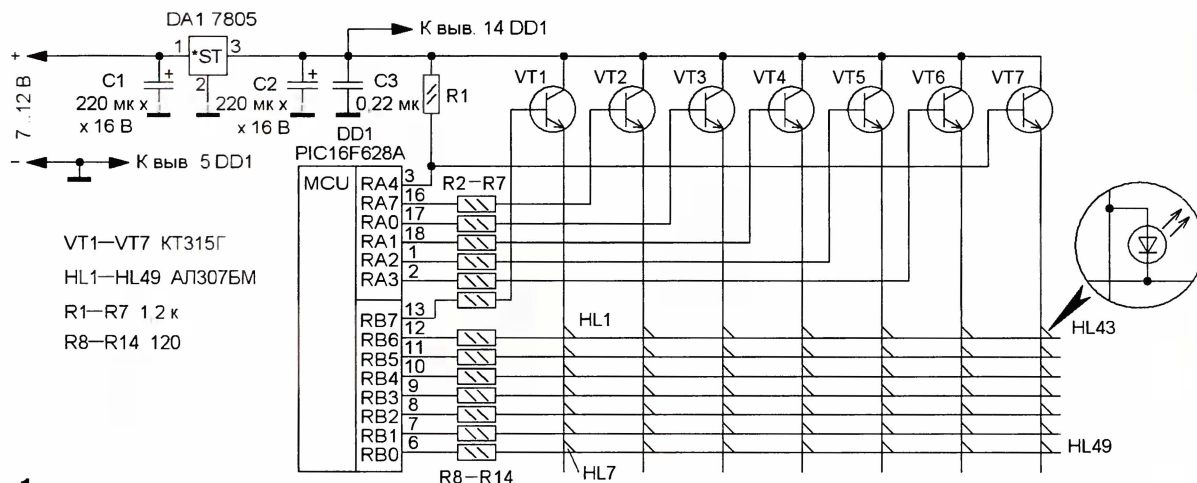 DA1 7805
К выв. 14 DD1
+
1
*ST
3
2
7...12 В
C1
220 мк х
х 16 В
C2
220 мк х
х 16 В
C3
0,22 мк
R1
VT1
VT2
VT3
VT4
VT5
VT6
VT7
−
К выв 5 DD1
DD1
PIC16F628A
MCU
RA4 3
RA7 16
RA0 17
RA1 18
RA2 1
RA3 2
RB7 13
RB6 12
RB5 11
RB4 10
RB3 9
RB2 8
RB1 7
RB0 6
R2−R7
R8−R14
VT1−VT7 КТ315Г
HL1−HL49 АЛ307БМ
R1−R7 1,2 к
R8−R14 120
HL1
HL43
HL7
HL49